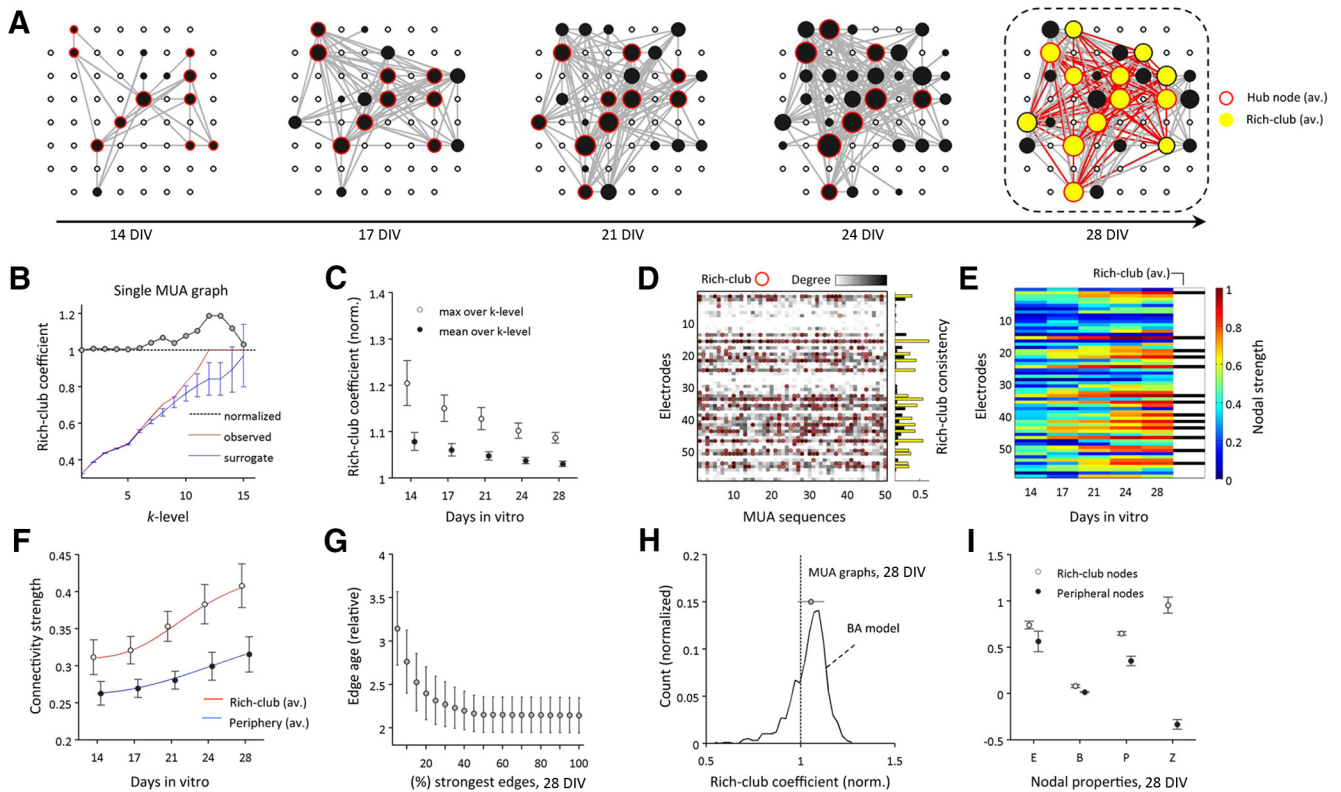 A
Hub node (av.)
Rich-club (av.)
14 DIV
17 DIV
21 DIV
24 DIV
28 DIV
B
Single MUA graph
Rich-club coefficient
1.2
1
0.8
0.6
0.4
normalized
observed
surrogate
5
10
15
k-level
C
Rich-club coefficient (norm.)
1.4
1.3
1.2
1.1
1
max over k-level
mean over k-level
14
17
21
24
28
Days in vitro
D
Rich-club
Degree
Electrodes
10
20
30
40
50
10
20
30
40
50
MUA sequences
Rich-club consistency
0.5
E
Rich-club (av.)
Electrodes
10
20
30
40
50
14
17
21
24
28
Days in vitro
1
0.8
0.6
0.4
0.2
0
Nodal strength
F
Connectivity strength
0.45
0.4
0.35
0.3
0.25
0.2
Rich-club (av.)
Periphery (av.)
14
17
21
24
28
Days in vitro
G
Edge age (relative)
4
3.5
3
2.5
2
20
40
60
80
100
(%) strongest edges, 28 DIV
H
Count (normalized)
0.2
0.15
0.1
0.05
0
MUA graphs, 28 DIV
BA model
0.5
1
1.5
Rich-club coefficient (norm.)
I
1.5
1
0.5
0
-0.5
Rich-club nodes
Peripheral nodes
E
B
P
Z
Nodal properties, 28 DIV